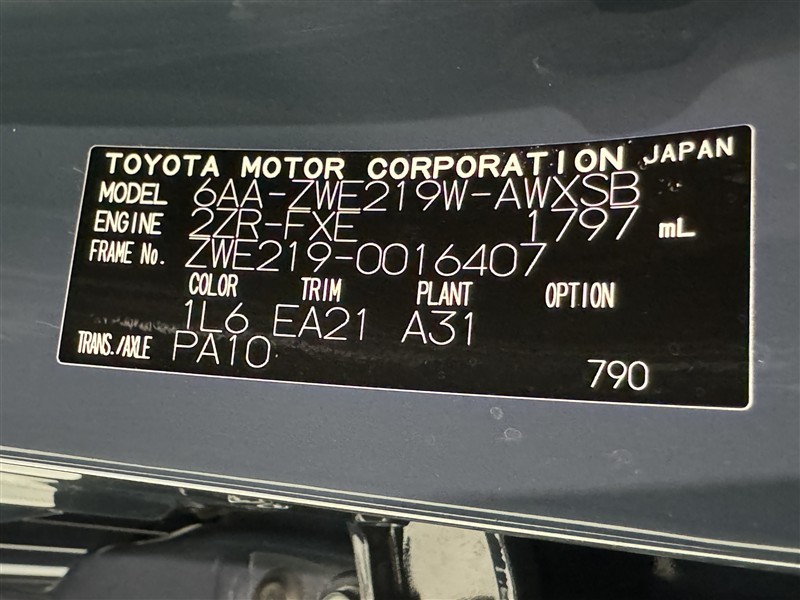 TOYOTA MOTOR CORPORATION JAPAN
MODEL 6AA-ZWE219W-AWXSB
ENGINE 2ZR-FXE 1797 mL
FRAME No. ZWE219-0016407
COLOR TRIM PLANT OPTION
1L6 EA21 A31
TRANS./AXLE PA10
790